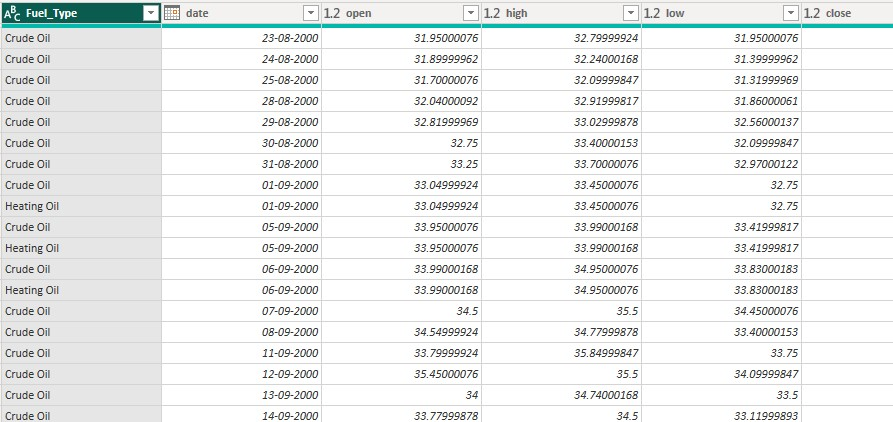 ABC Fuel_Type date 1.2 open 1.2 high 1.2 low 1.2 close
Crude Oil 23-08-2000 31.95000076 32.79999924 31.95000076
Crude Oil 24-08-2000 31.89999962 32.24000168 31.39999962
Crude Oil 25-08-2000 31.70000076 32.09999847 31.31999969
Crude Oil 28-08-2000 32.04000092 32.91999817 31.86000061
Crude Oil 29-08-2000 32.81999969 33.02999878 32.56000137
Crude Oil 30-08-2000 32.75 33.40000153 32.09999847
Crude Oil 31-08-2000 33.25 33.70000076 32.97000122
Crude Oil 01-09-2000 33.04999924 33.45000076 32.75
Heating Oil 01-09-2000 33.04999924 33.45000076 32.75
Crude Oil 05-09-2000 33.95000076 33.99000168 33.41999817
Heating Oil 05-09-2000 33.95000076 33.99000168 33.41999817
Crude Oil 06-09-2000 33.99000168 34.95000076 33.83000183
Heating Oil 06-09-2000 33.99000168 34.95000076 33.83000183
Crude Oil 07-09-2000 34.5 35.5 34.45000076
Crude Oil 08-09-2000 34.54999924 34.77999878 33.40000153
Crude Oil 11-09-2000 33.79999924 35.84999847 33.75
Crude Oil 12-09-2000 35.45000076 35.5 34.09999847
Crude Oil 13-09-2000 34 34.74000168 33.5
Crude Oil 14-09-2000 33.77999878 34.5 33.11999893